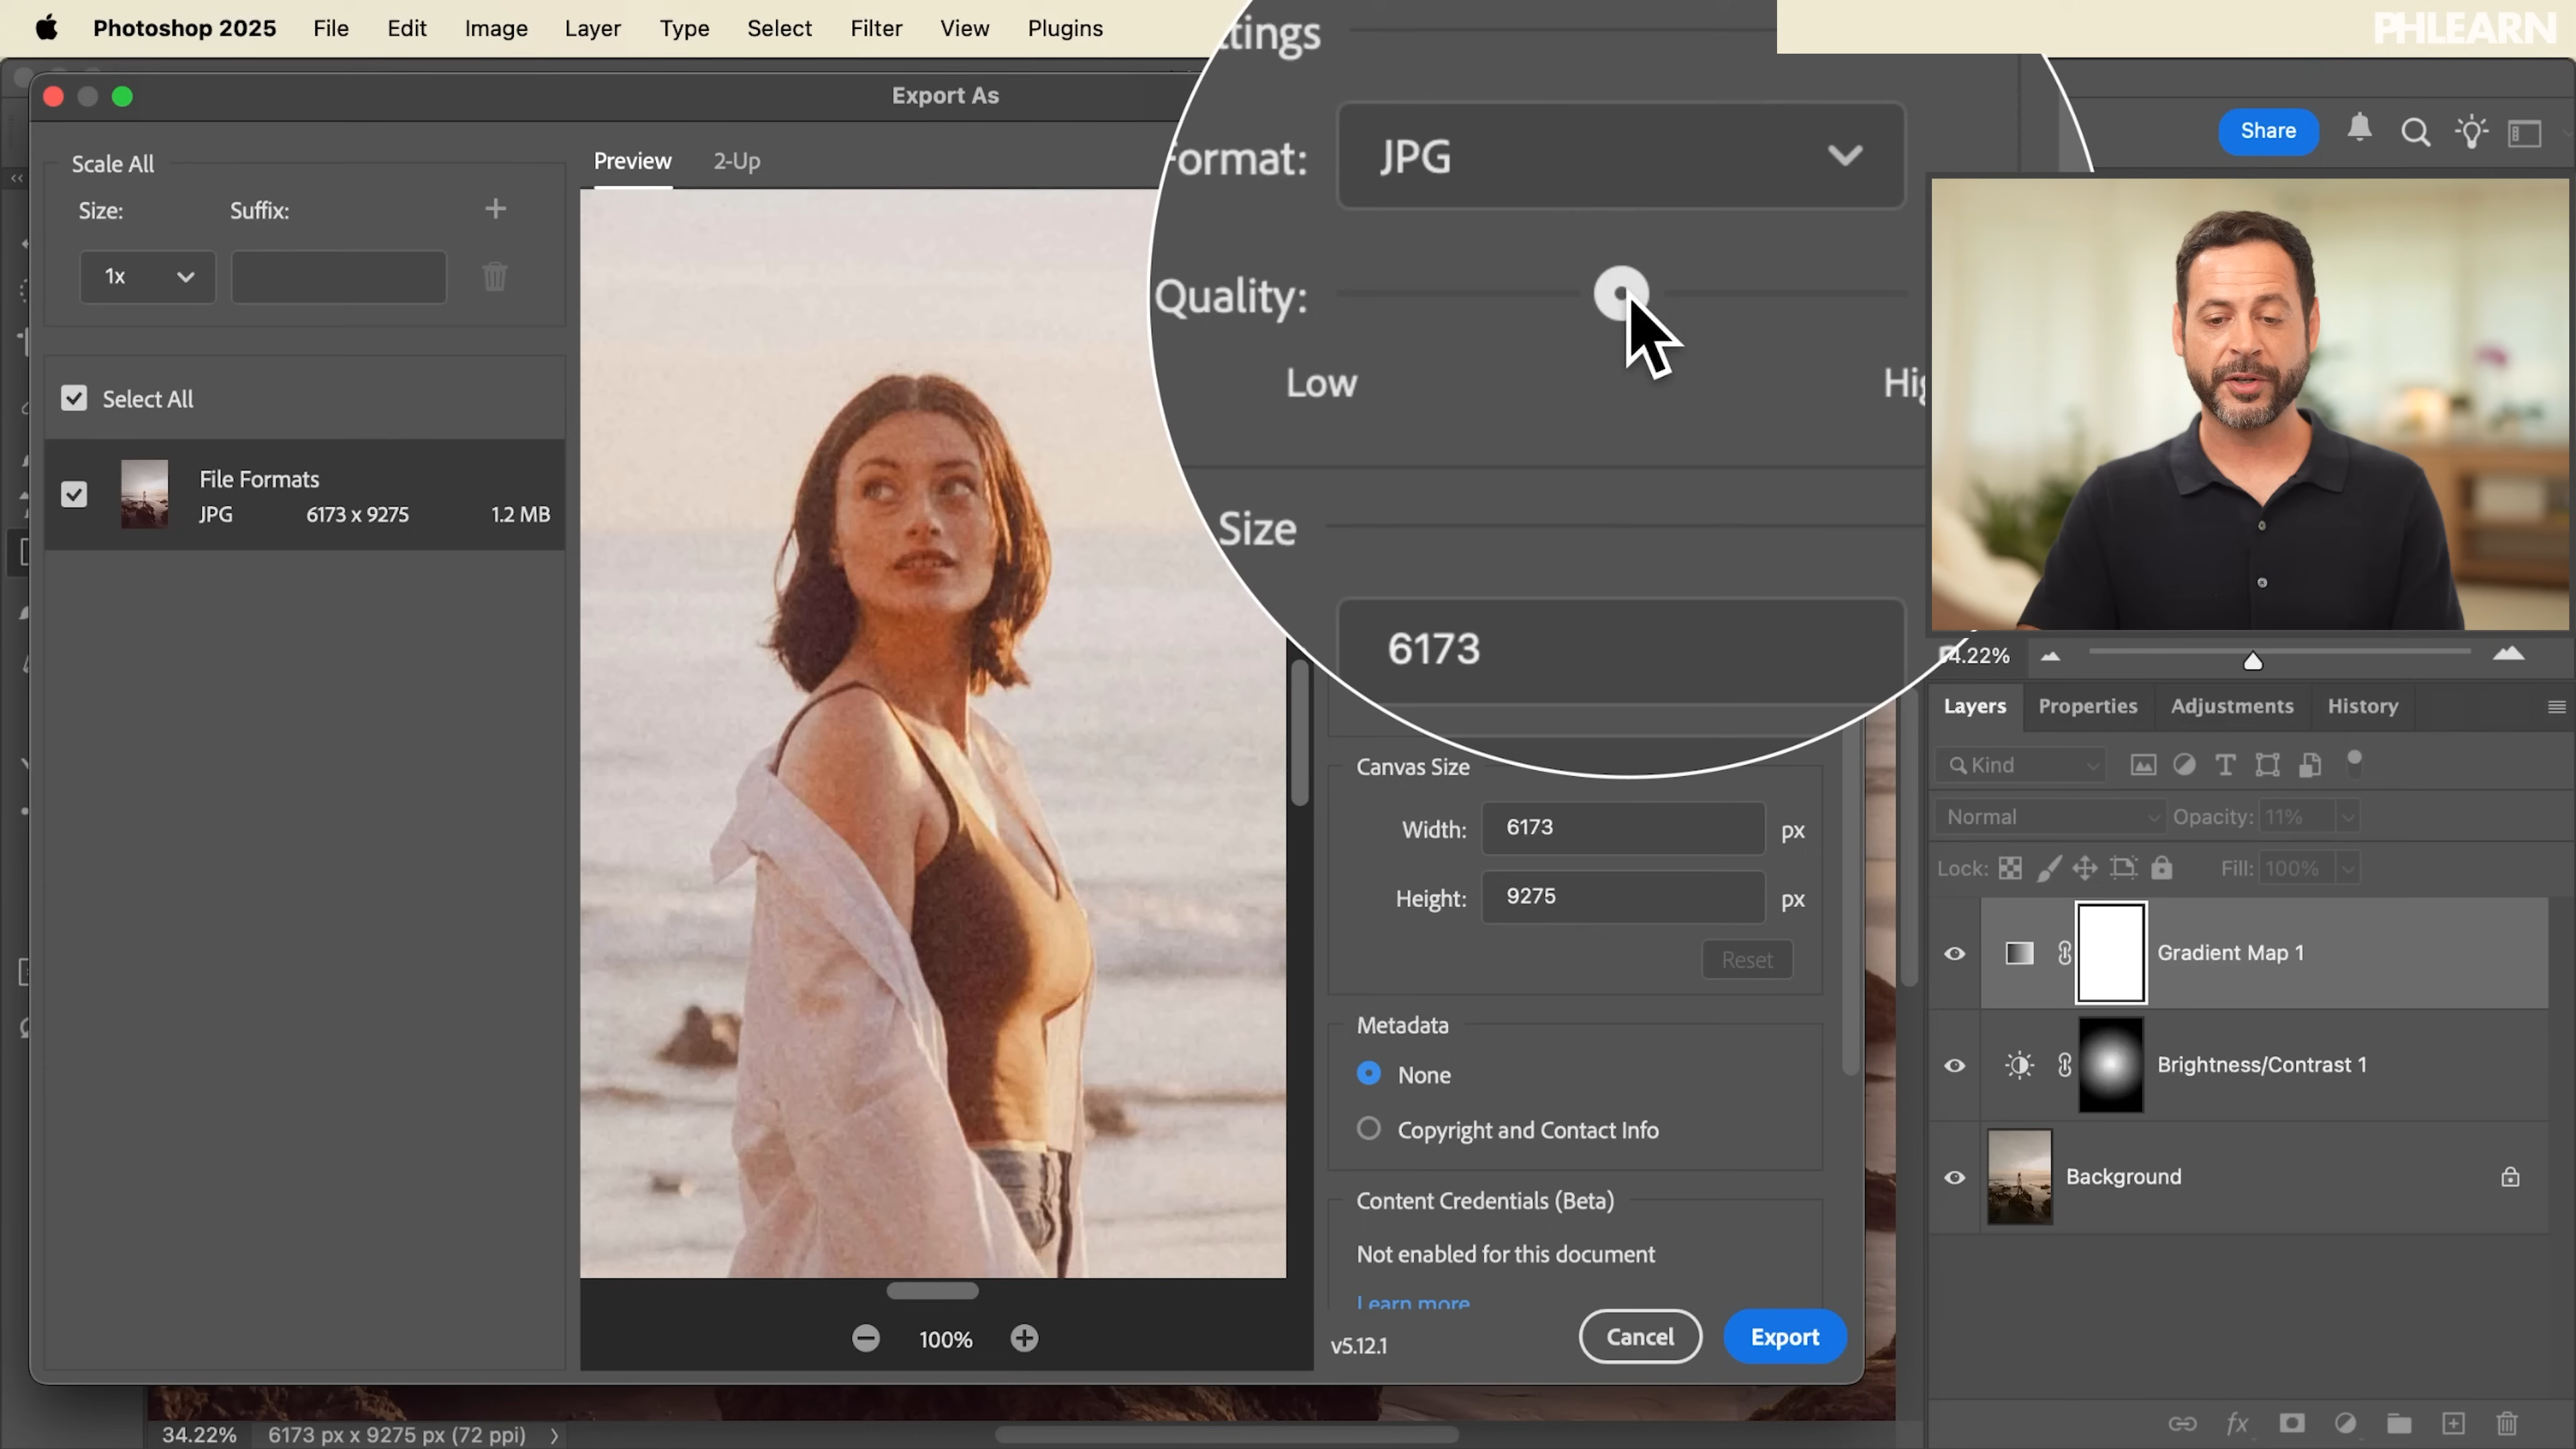 Photoshop 2025 File Edit Image Layer Type Select Filter View Plugins
PHLEARN
Export As
Share
Scale All
Size: Suffix:
1x
Select All
File Formats
JPG 6173 x 9275 1.2 MB
Preview 2-Up
100%
Format: JPG
Quality:
Low
Size
6173
Canvas Size
Width: 6173 px
Height: 9275 px
Reset
Metadata
None
Copyright and Contact Info
Content Credentials (Beta)
Not enabled for this document
Learn more
v5.12.1
Cancel Export
Layers Properties Adjustments History
Kind
Normal Opacity: 11%
Lock: Fill: 100%
Gradient Map 1
Brightness/Contrast 1
Background
fx
34.22% 6173 px x 9275 px (72 ppi)